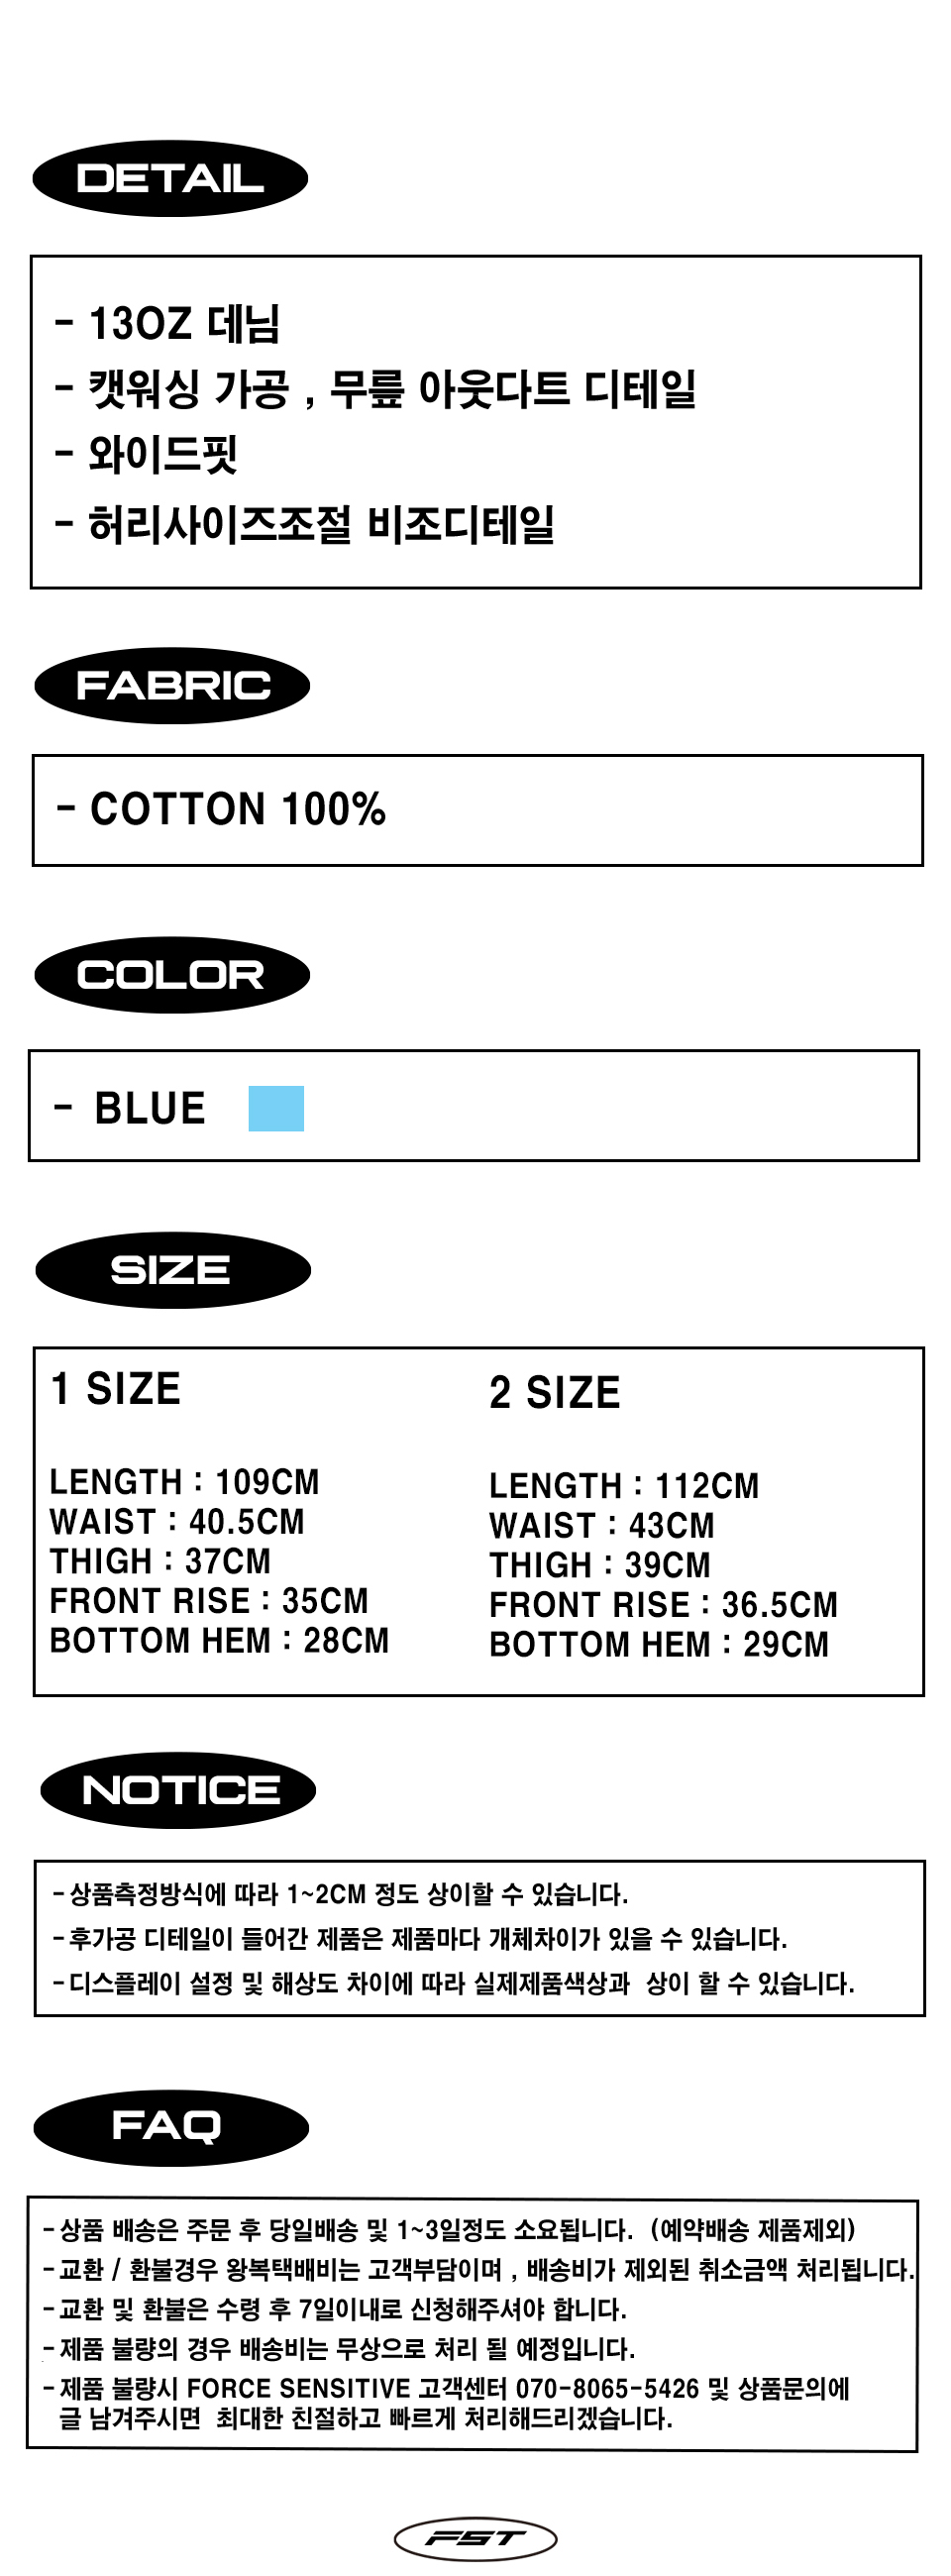 DETAIL
- 13OZ 데님
- 캣워싱 가공 , 무릎 아웃다트 디테일
- 와이드핏
- 허리사이즈조절 비조디테일
FABRIC
- COTTON 100%
COLOR
- BLUE
SIZE
1 SIZE
LENGTH : 109CM
WAIST : 40.5CM
THIGH : 37CM
FRONT RISE : 35CM
BOTTOM HEM : 28CM
2 SIZE
LENGTH : 112CM
WAIST : 43CM
THIGH : 39CM
FRONT RISE : 36.5CM
BOTTOM HEM : 29CM
NOTICE
- 상품측정방식에 따라 1~2CM 정도 상이할 수 있습니다.
- 후가공 디테일이 들어간 제품은 제품마다 개체차이가 있을 수 있습니다.
- 디스플레이 설정 및 해상도 차이에 따라 실제제품색상과 상이 할 수 있습니다.
FAQ
- 상품 배송은 주문 후 당일배송 및 1~3일정도 소요됩니다. (예약배송 제품제외)
- 교환 / 환불경우 왕복택배비는 고객부담이며 , 배송비가 제외된 취소금액 처리됩니다.
- 교환 및 환불은 수령 후 7일이내로 신청해주셔야 합니다.
- 제품 불량의 경우 배송비는 무상으로 처리 될 예정입니다.
- 제품 불량시 FORCE SENSITIVE 고객센터 070-8065-5426 및 상품문의에
글 남겨주시면 최대한 친절하고 빠르게 처리해드리겠습니다.
FST